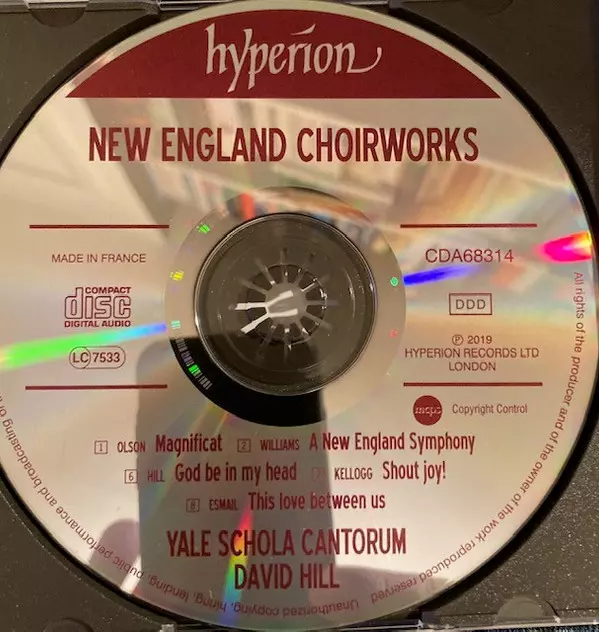 hyperion
NEW ENGLAND CHOIRWORKS
MADE IN FRANCE
COMPACT
disc
DIGITAL AUDIO
LC 7533
CDA68314
DDD
℗ 2019
HYPERION RECORDS LTD
LONDON
mcps Copyright Control
1 OLSON Magnificat 2 WILLIAMS A New England Symphony
6 HILL God be in my head KELLOGG Shout joy!
8 ESMAIL This love between us
YALE SCHOLA CANTORUM
DAVID HILL
All rights of the producer and of the owner of the work reproduced reserved. Unauthorized copying, hiring, lending, public performance and broadcasting of